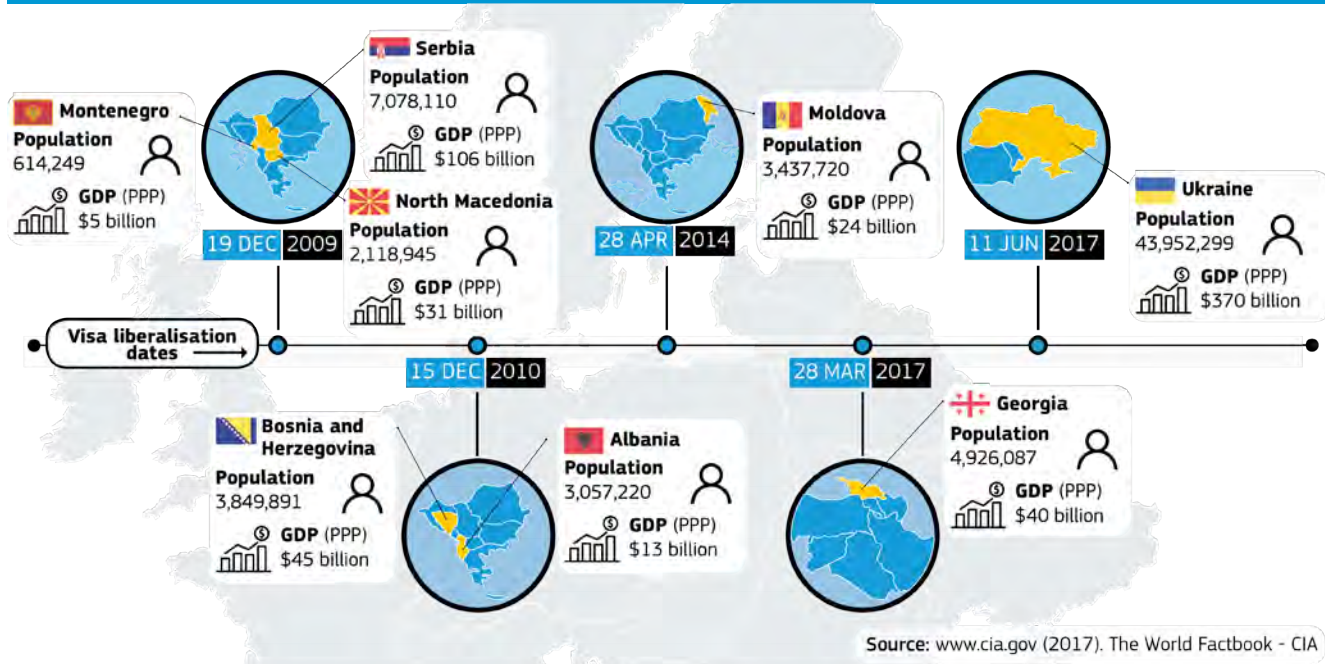 Montenegro
Population
614,249
GDP (PPP)
$5 billion
Serbia
Population
7,078,110
GDP (PPP)
$106 billion
North Macedonia
Population
2,118,945
GDP (PPP)
$31 billion
19 DEC 2009
Moldova
Population
3,437,720
GDP (PPP)
$24 billion
28 APR 2014
Ukraine
Population
43,952,299
GDP (PPP)
$370 billion
11 JUN 2017
Visa liberalisation
dates
15 DEC 2010
28 MAR 2017
Bosnia and
Herzegovina
Population
3,849,891
GDP (PPP)
$45 billion
Albania
Population
3,057,220
GDP (PPP)
$13 billion
Georgia
Population
4,926,087
GDP (PPP)
$40 billion
Source: www.cia.gov (2017). The World Factbook - CIA